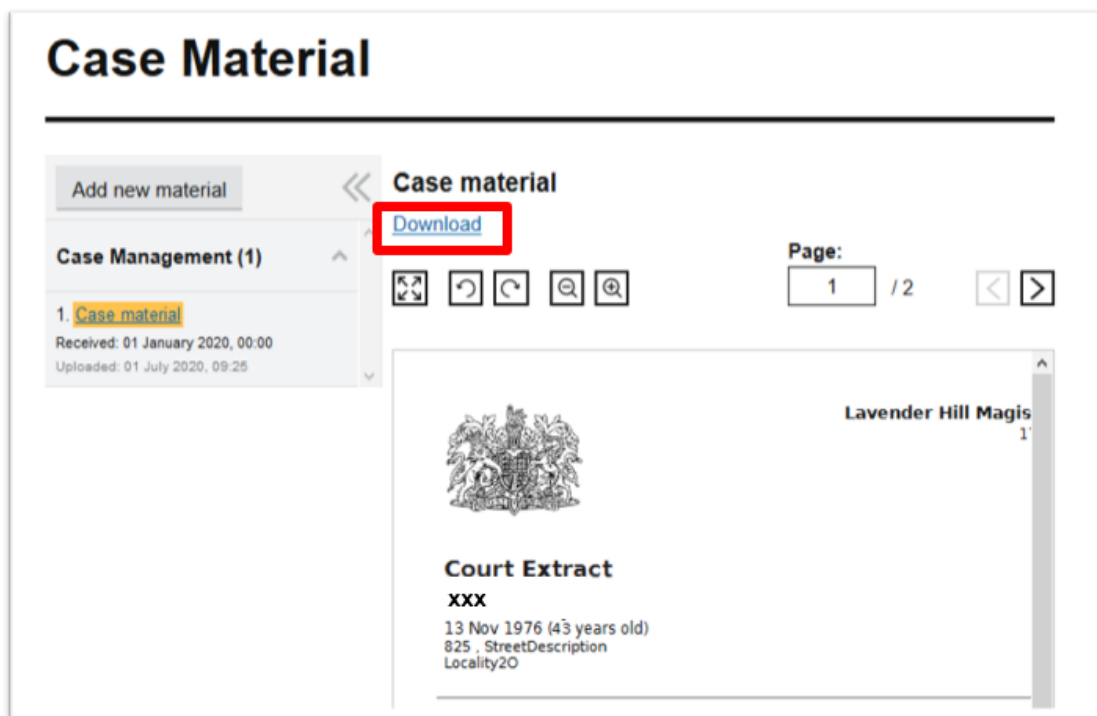 Case Material
Add new material
Case Management (1)
1. Case material
Received: 01 January 2020, 00:00
Uploaded: 01 July 2020, 09:25
Case material
Download
Page:
1 / 2
Lavender Hill Magis
1
Court Extract
xxx
13 Nov 1976 (43 years old)
825 , StreetDescription
Locality2O